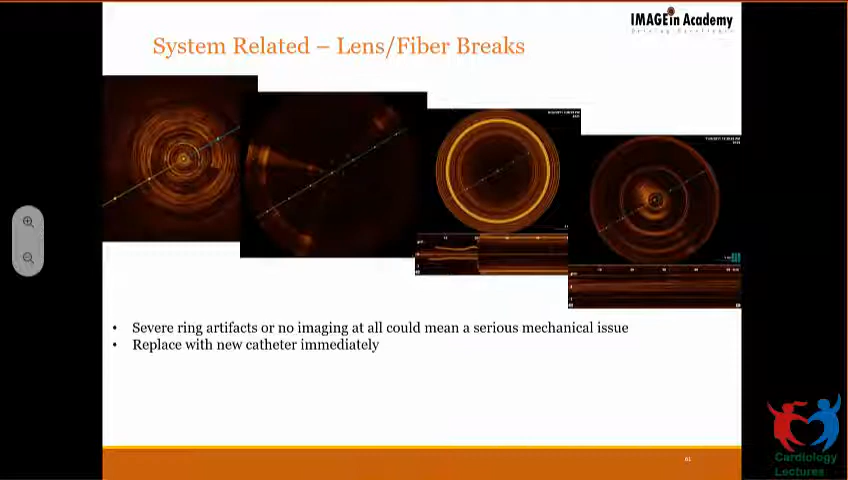 IMAGEin Academy
System Related – Lens/Fiber Breaks
• Severe ring artifacts or no imaging at all could mean a serious mechanical issue
• Replace with new catheter immediately
61
Cardiology
Lectures